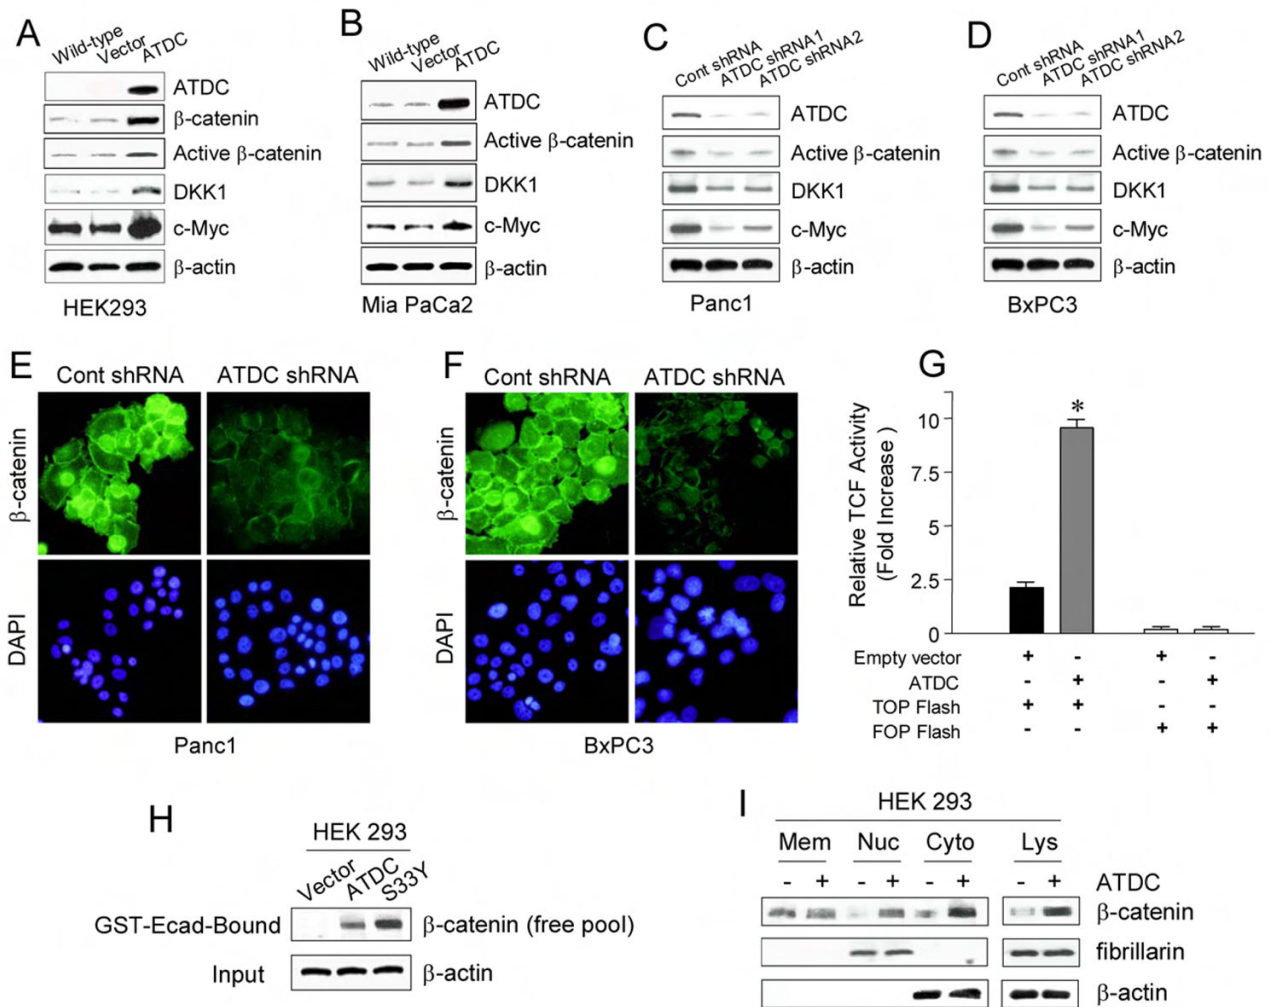 A
Wild-type
Vector
ATDC
ATDC
β-catenin
Active β-catenin
DKK1
c-Myc
β-actin
HEK293
B
Wild-type
Vector
ATDC
ATDC
Active β-catenin
DKK1
c-Myc
β-actin
Mia PaCa2
C
Cont shRNA
ATDC shRNA1
ATDC shRNA2
ATDC
Active β-catenin
DKK1
c-Myc
β-actin
Panc1
D
Cont shRNA
ATDC shRNA1
ATDC shRNA2
ATDC
Active β-catenin
DKK1
c-Myc
β-actin
BxPC3
E
Cont shRNA ATDC shRNA
β-catenin
DAPI
Panc1
F
Cont shRNA ATDC shRNA
β-catenin
DAPI
BxPC3
G
Relative TCF Activity
(Fold Increase )
10
7.5
5
2.5
0
*
Empty vector + - + -
ATDC - + - +
TOP Flash + + - -
FOP Flash - - + +
H
HEK 293
Vector
ATDC
S33Y
GST-Ecad-Bound β-catenin (free pool)
Input β-actin
I
HEK 293
Mem Nuc Cyto Lys
- + - + - + - + ATDC
β-catenin
fibrillarin
β-actin